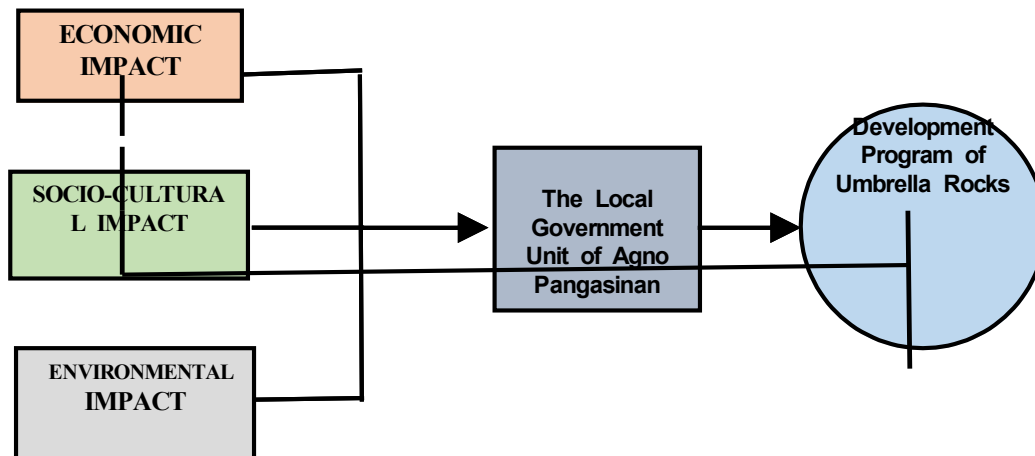 ECONOMIC
IMPACT
SOCIO-CULTURA
L IMPACT
ENVIRONMENTAL
IMPACT
The Local
Government
Unit of Agno
Pangasinan
Development
Program of
Umbrella Rocks